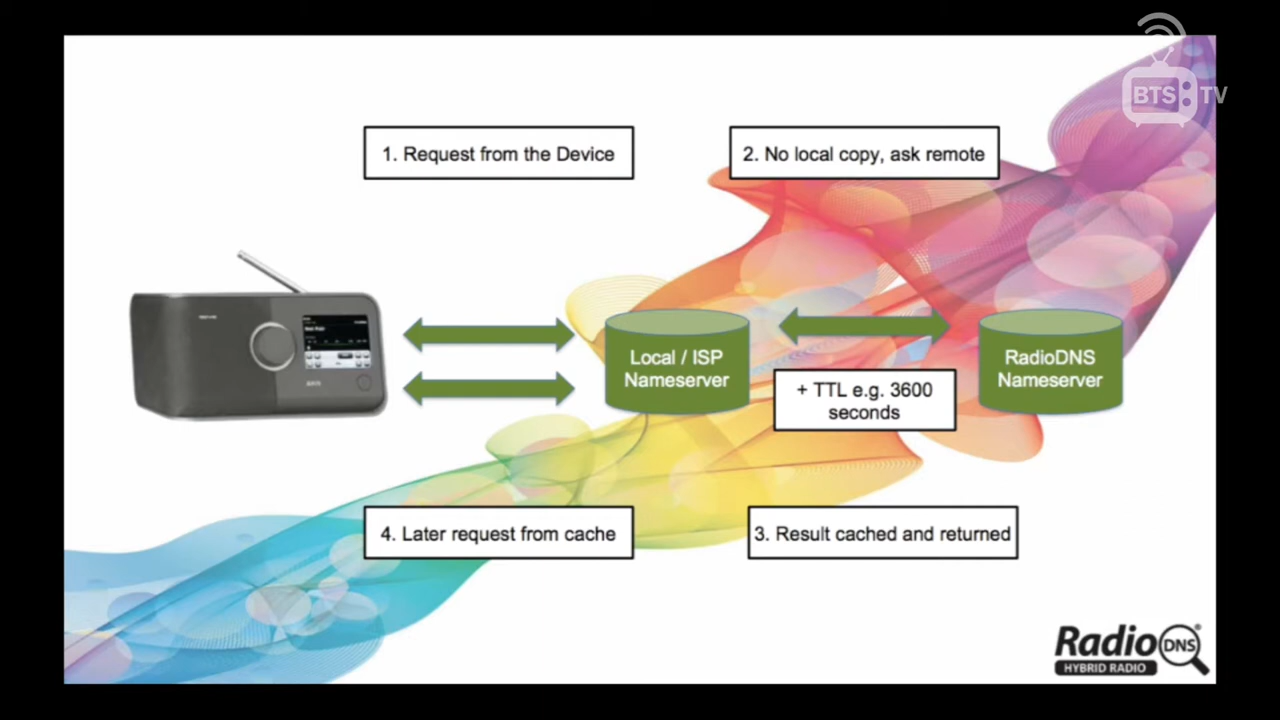 BTS: TV
1. Request from the Device
2. No local copy, ask remote
Local / ISP
Nameserver
RadioDNS
Nameserver
+ TTL e.g. 3600
seconds
4. Later request from cache
3. Result cached and returned
Radio DNS®
HYBRID RADIO